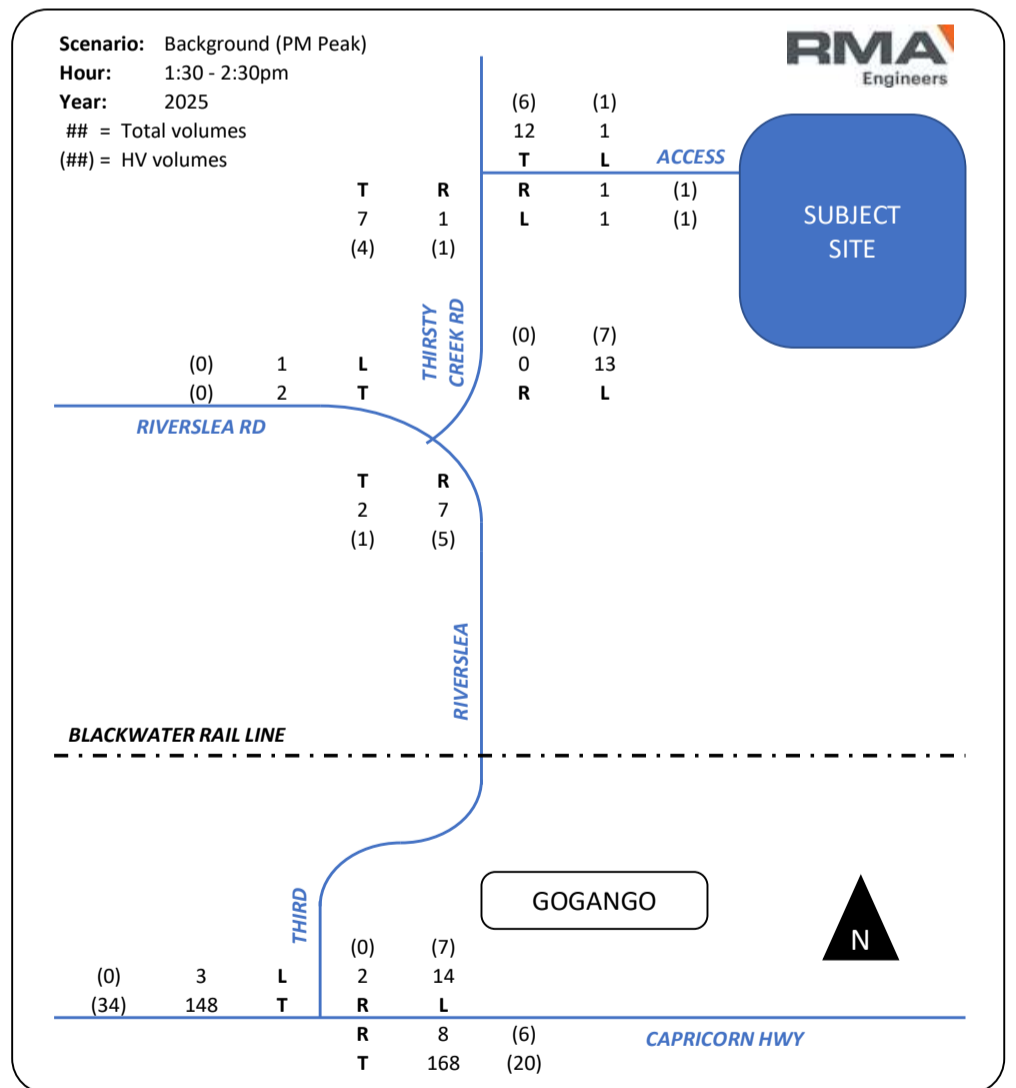 Scenario: Background (PM Peak)
Hour: 1:30 - 2:30pm
Year: 2025
## = Total volumes
(##) = HV volumes
RMA
Engineers
(6) (1)
12 1
T L ACCESS
R 1 (1)
L 1 (1)
SUBJECT
SITE
T R
7 1
(4) (1)
THIRSTY
CREEK RD
(0) (7)
0 13
R L
(0) 1 L
(0) 2 T
RIVERSLEA RD
T R
2 7
(1) (5)
RIVERSLEA
BLACKWATER RAIL LINE
GOGANGO
N
THIRD
(0) (7)
2 14
R L
(0) 3 L
(34) 148 T
R 8 (6)
T 168 (20)
CAPRICORN HWY